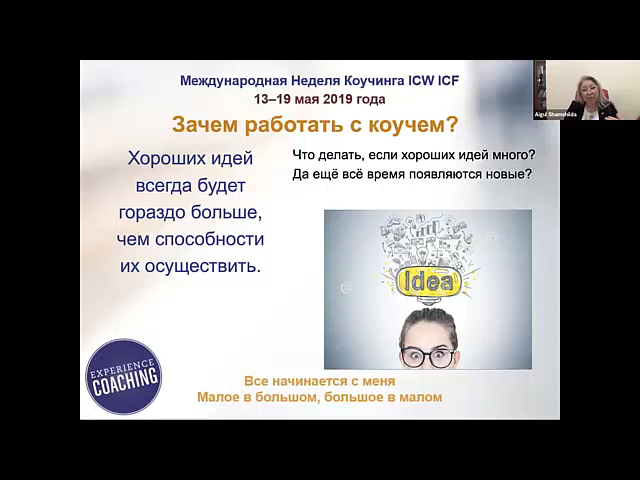 Международная Неделя Коучинга ICW ICF
13–19 мая 2019 года
Зачем работать с коучем?
Хороших идей
всегда будет
гораздо больше,
чем способности
их осуществить.
Что делать, если хороших идей много?
Да ещё всё время появляются новые?
Idea
EXPERIENCE
COACHING
Все начинается с меня
Малое в большом, большое в малом
Aigul Shamshilda